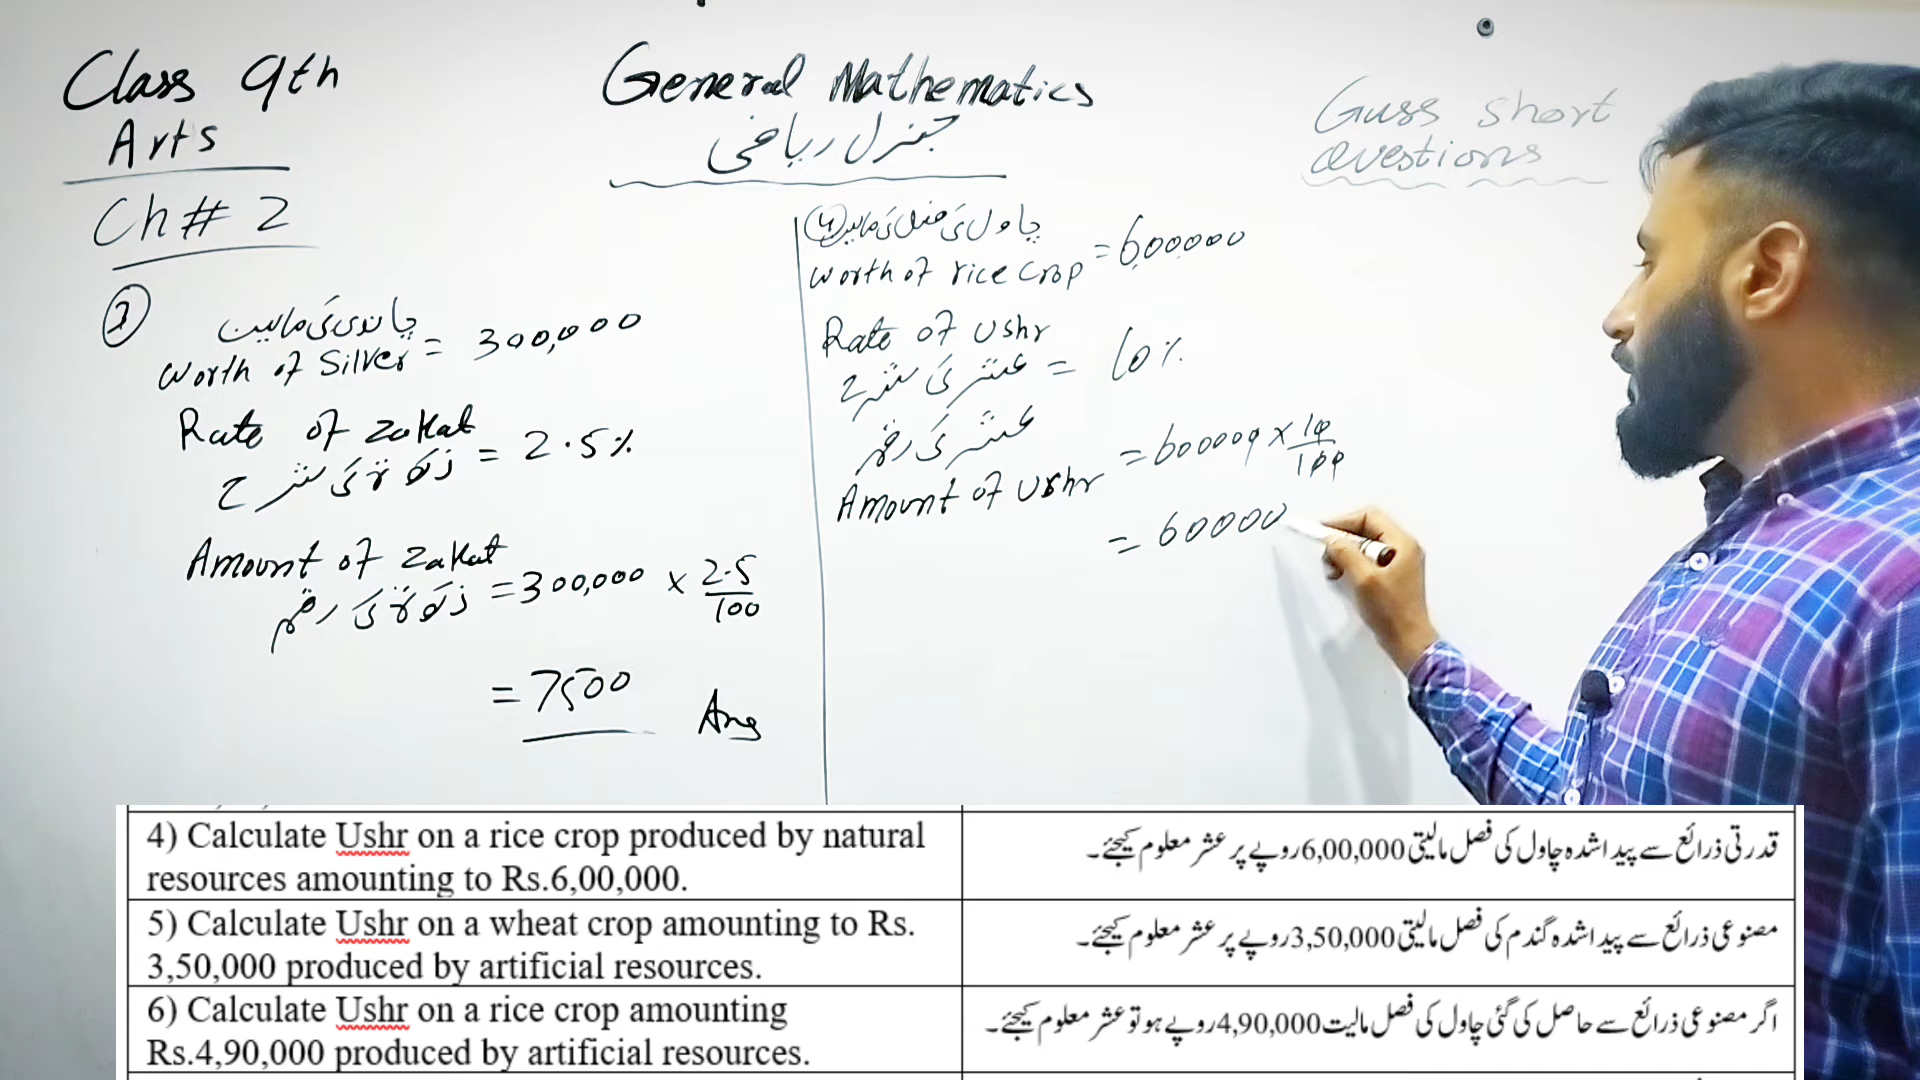 Class 9th
Arts
Ch # 2
General Mathematics
جنرل ریاضی
Guss short
Questions
3
چاندی کی مالیت
Worth of Silver = 300,000
Rate of zakat
زکوٰۃ کی شرح = 2.5%
Amount of zakat
زکوٰۃ کی رقم = 300,000 × 2.5/100
= 7500 Ans
4) چاول کی فصل کی مالیت
Worth of rice Crop = 6,00,000
Rate of Ushr
عشر کی شرح = 10%
عشر کی رقم
Amount of Ushr = 600000 × 10/100
= 60000
4) Calculate Ushr on a rice crop produced by natural
resources amounting to Rs.6,00,000.
قدرتی ذرائع سے پیدا شدہ چاول کی فصل مالیتی 6,00,000 روپے پر عشر معلوم کیجئے۔
5) Calculate Ushr on a wheat crop amounting to Rs.
3,50,000 produced by artificial resources.
مصنوعی ذرائع سے پیدا شدہ گندم کی فصل مالیتی 3,50,000 روپے پر عشر معلوم کیجئے۔
6) Calculate Ushr on a rice crop amounting
Rs.4,90,000 produced by artificial resources.
اگر مصنوعی ذرائع سے حاصل کی گئی چاول کی فصل مالیت 4,90,000 روپے ہو تو عشر معلوم کیجئے۔